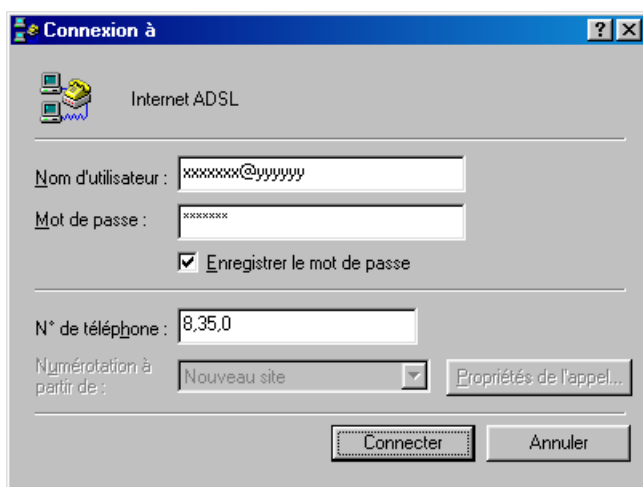 Connexion à
Internet ADSL
Nom d'utilisateur : xxxxxxx@yyyyyy
Mot de passe : xxxxxxx
Enregistrer le mot de passe
N° de téléphone : 8,35,0
Numérotation à partir de : Nouveau site Propriétés de l'appel...
Connecter Annuler